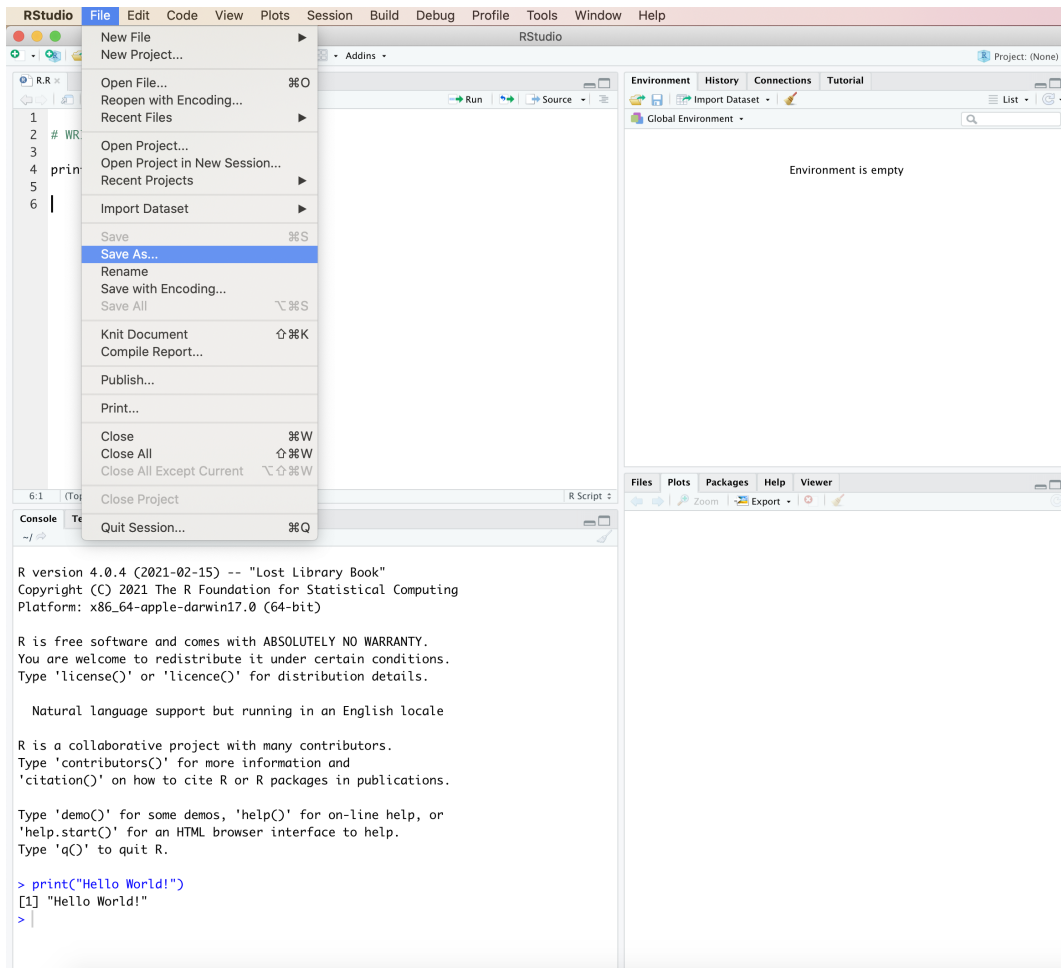 RStudio File Edit Code View Plots Session Build Debug Profile Tools Window Help
RStudio
Addins
Project: (None)
New File
New Project...
Open File... ⌘O
Reopen with Encoding...
Recent Files
Open Project...
Open Project in New Session...
Recent Projects
Import Dataset
Save ⌘S
Save As...
Rename
Save with Encoding...
Save All ⌥⌘S
Knit Document ⇧⌘K
Compile Report...
Publish...
Print...
Close ⌘W
Close All ⇧⌘W
Close All Except Current ⌥⇧⌘W
Close Project
Quit Session... ⌘Q
R.R
Run Source
1
2 # WR
3
4 prin
5
6
6:1 (Top R Script
Environment History Connections Tutorial
Import Dataset List
Global Environment
Environment is empty
Files Plots Packages Help Viewer
Zoom Export
Console Te
~/
R version 4.0.4 (2021-02-15) -- "Lost Library Book"
Copyright (C) 2021 The R Foundation for Statistical Computing
Platform: x86_64-apple-darwin17.0 (64-bit)
R is free software and comes with ABSOLUTELY NO WARRANTY.
You are welcome to redistribute it under certain conditions.
Type 'license()' or 'licence()' for distribution details.
Natural language support but running in an English locale
R is a collaborative project with many contributors.
Type 'contributors()' for more information and
'citation()' on how to cite R or R packages in publications.
Type 'demo()' for some demos, 'help()' for on-line help, or
'help.start()' for an HTML browser interface to help.
Type 'q()' to quit R.
> print("Hello World!")
[1] "Hello World!"
>